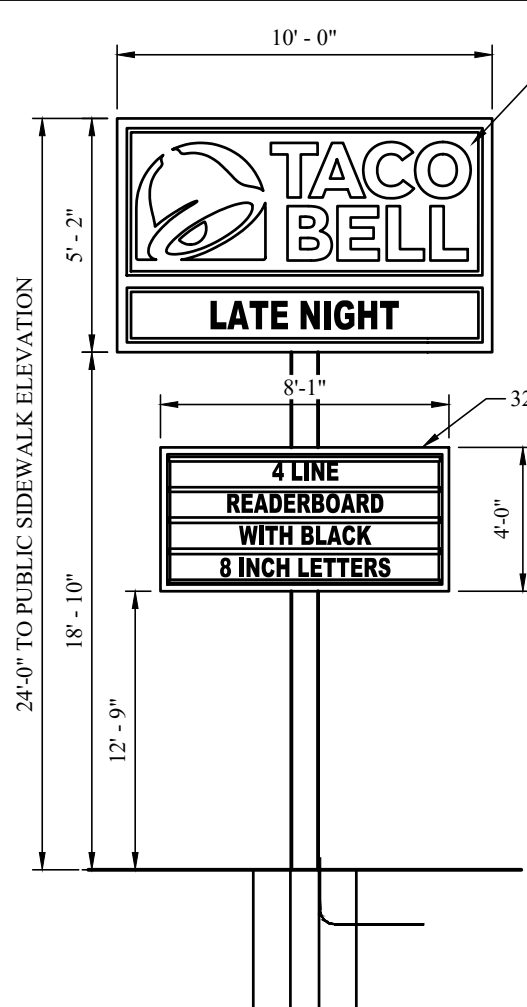 10' - 0"
TACO
BELL
5' - 2"
LATE NIGHT
24'-0" TO PUBLIC SIDEWALK ELEVATION
8'-1"
32
4 LINE
READERBOARD
WITH BLACK
8 INCH LETTERS
4'-0"
18' - 10"
12' - 9"